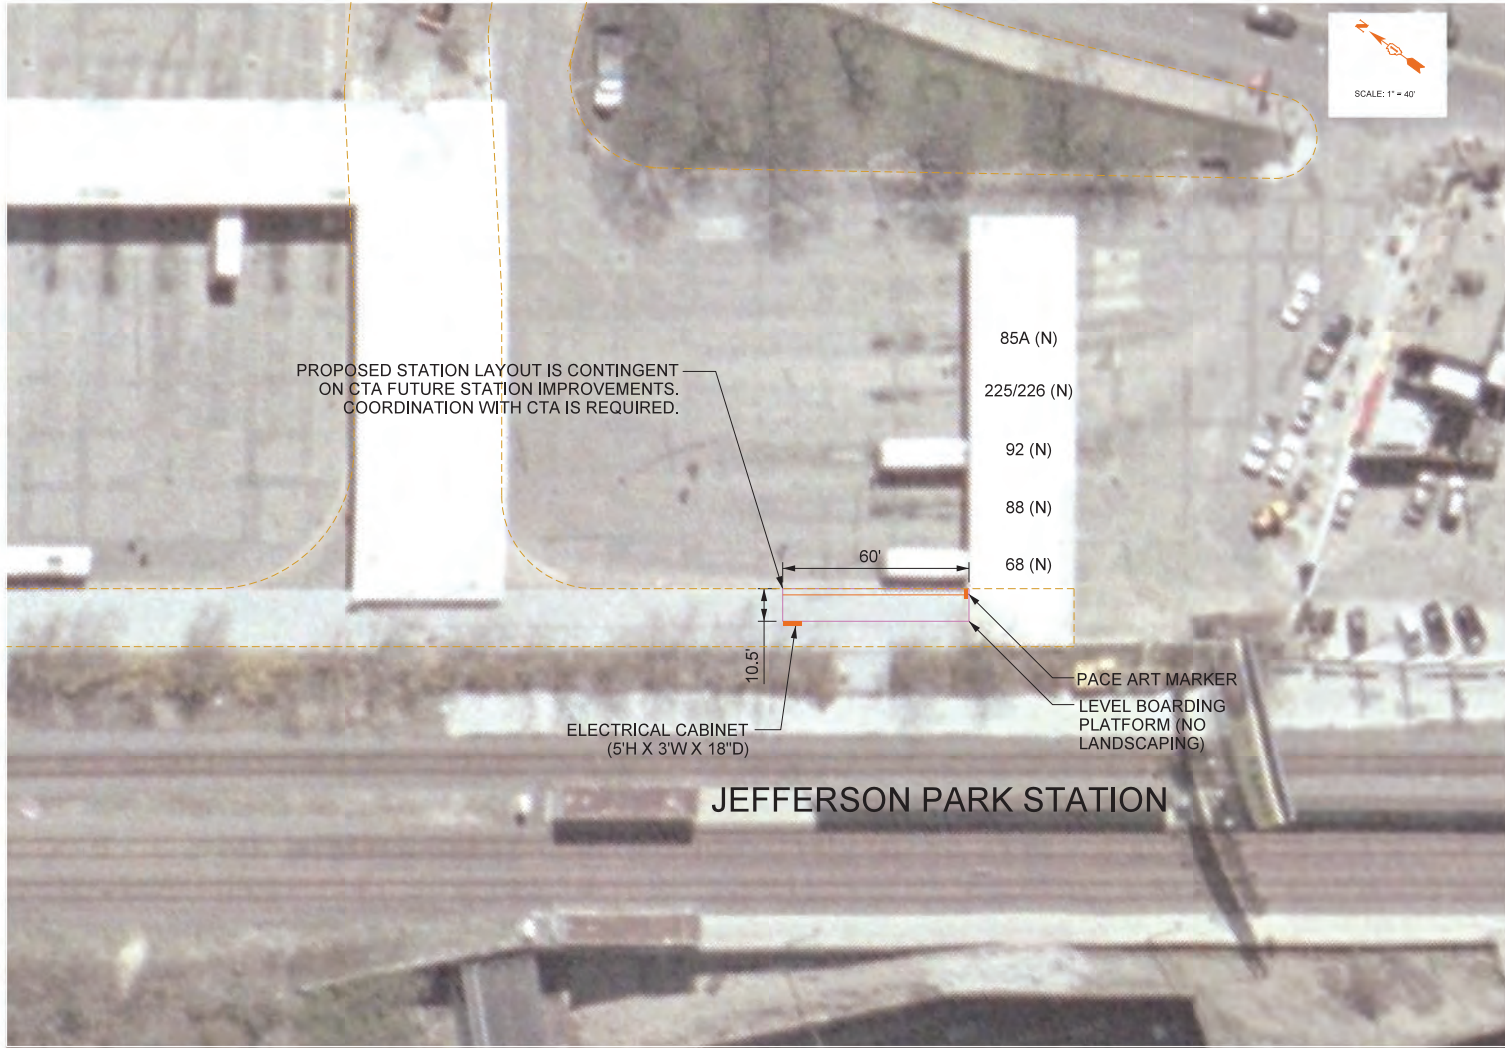 N
SCALE: 1" = 40'
85A (N)
225/226 (N)
92 (N)
88 (N)
68 (N)
PROPOSED STATION LAYOUT IS CONTINGENT
ON CTA FUTURE STATION IMPROVEMENTS.
COORDINATION WITH CTA IS REQUIRED.
60'
10.5'
PACE ART MARKER
LEVEL BOARDING
PLATFORM (NO
LANDSCAPING)
ELECTRICAL CABINET
(5'H X 3'W X 18"D)
JEFFERSON PARK STATION